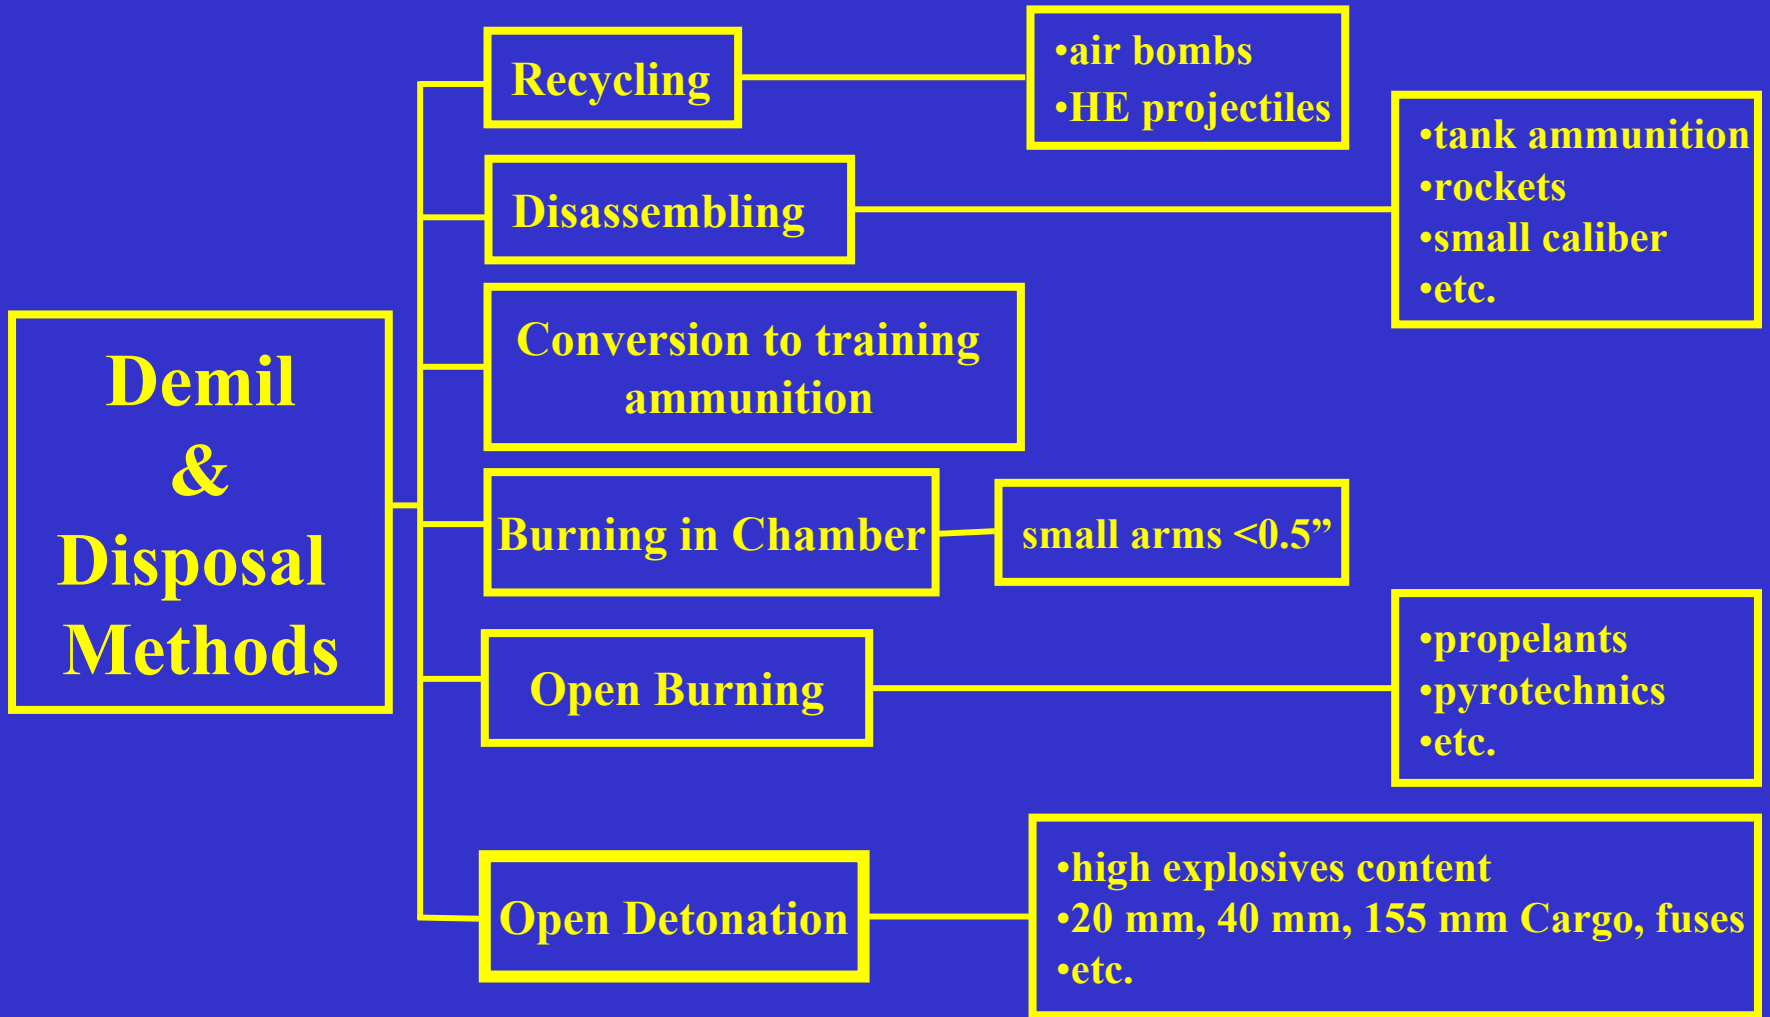 Demil
&
Disposal
Methods
Recycling
•air bombs
•HE projectiles
Disassembling
•tank ammunition
•rockets
•small caliber
•etc.
Conversion to training
ammunition
Burning in Chamber
small arms <0.5”
Open Burning
•propelants
•pyrotechnics
•etc.
Open Detonation
•high explosives content
•20 mm, 40 mm, 155 mm Cargo, fuses
•etc.